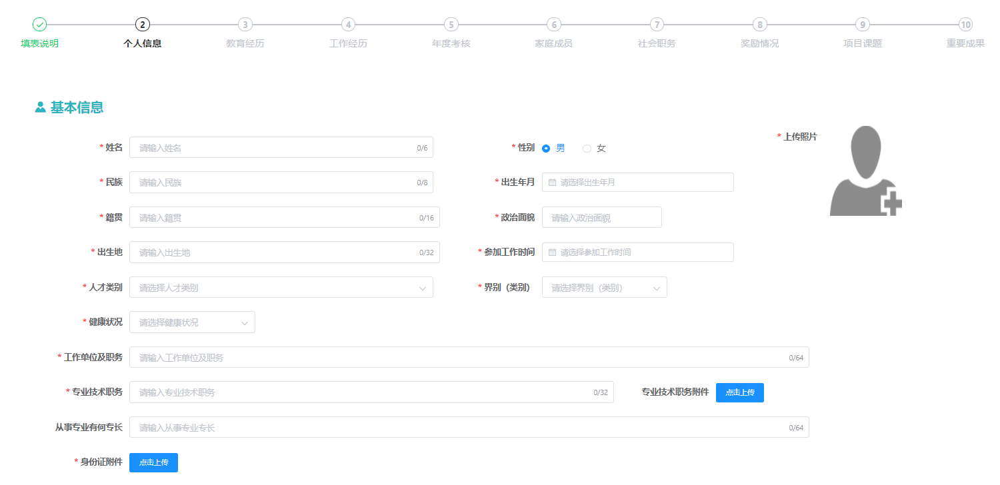 2 3 4 5 6 7 8 9 10
填表说明 个人信息 教育经历 工作经历 年度考核 家庭成员 社会职务 奖励情况 项目课题 重要成果
基本信息
* 姓名 请输入姓名 0/6 * 性别 男 女 * 上传照片
* 民族 请输入民族 0/8 * 出生年月 请选择出生年月
* 籍贯 请输入籍贯 0/16 * 政治面貌 请输入政治面貌
* 出生地 请输入出生地 0/32 * 参加工作时间 请选择参加工作时间
* 人才类别 请选择人才类别 * 界别（类别） 请选择界别（类别）
* 健康状况 请选择健康状况
* 工作单位及职务 请输入工作单位及职务 0/64
* 专业技术职务 请输入专业技术职务 0/32 专业技术职务附件 点击上传
从事专业有何专长 请输入从事专业专长 0/64
* 身份证附件 点击上传